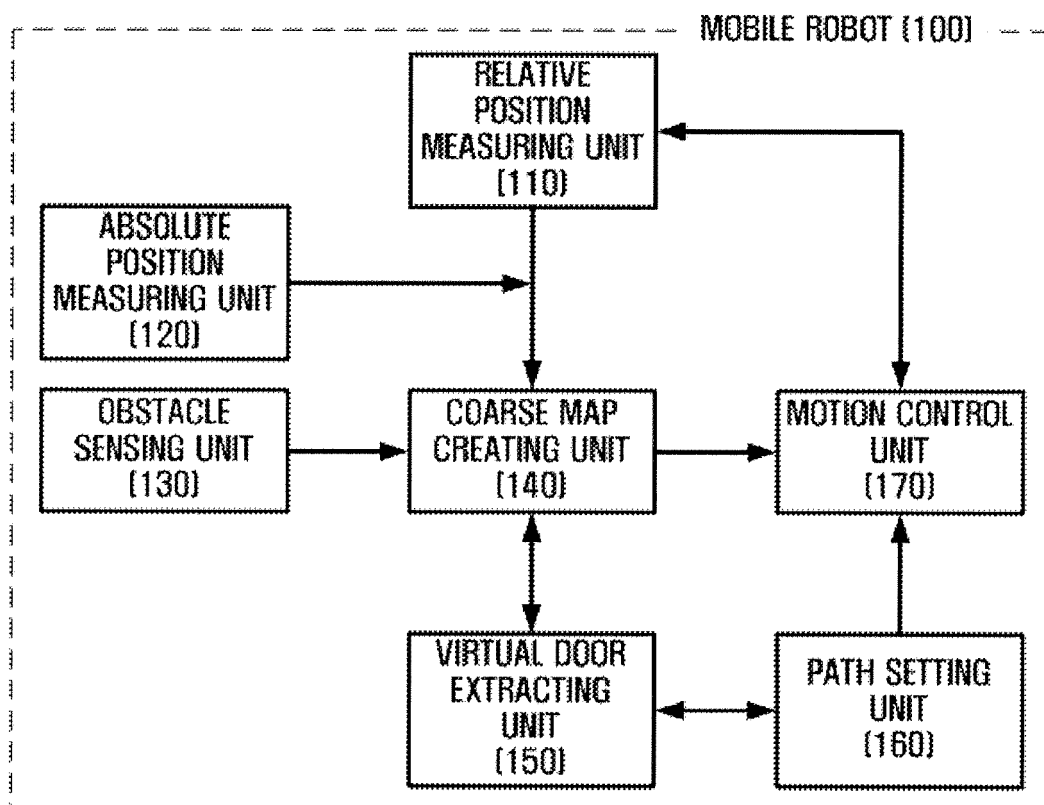 MOBILE ROBOT (100)
RELATIVE
POSITION
MEASURING UNIT
(110)
ABSOLUTE
POSITION
MEASURING UNIT
(120)
OBSTACLE
SENSING UNIT
(130)
COARSE MAP
CREATING UNIT
(140)
MOTION CONTROL
UNIT
(170)
VIRTUAL DOOR
EXTRACTING
UNIT
(150)
PATH SETTING
UNIT
(160)